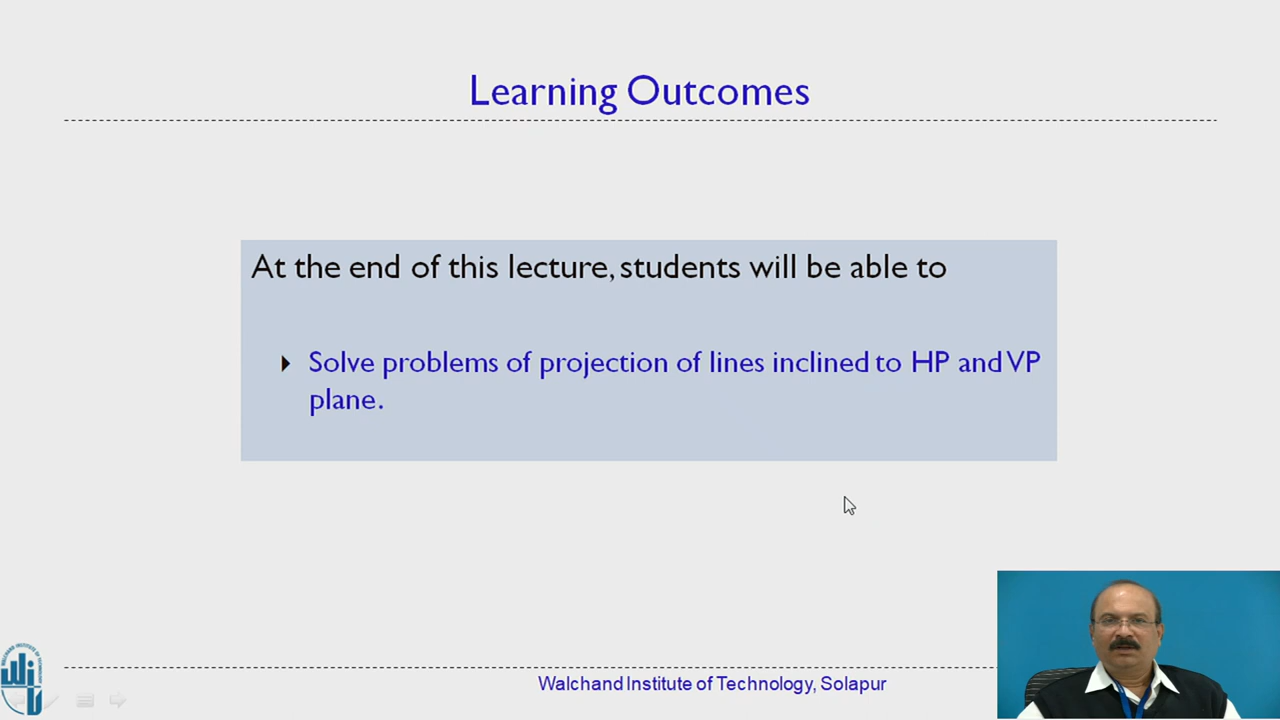 Learning Outcomes
At the end of this lecture, students will be able to
Solve problems of projection of lines inclined to HP and VP
plane.
Walchand Institute of Technology, Solapur